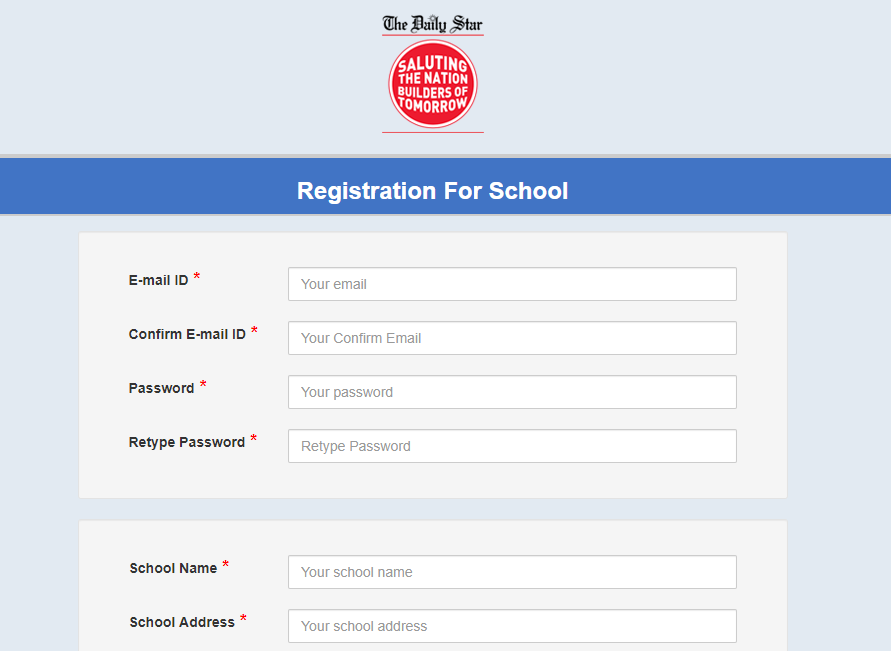 The Daily Star
SALUTING
THE NATION
BUILDERS OF
TOMORROW
Registration For School
E-mail ID *
Your email
Confirm E-mail ID *
Your Confirm Email
Password *
Your password
Retype Password *
Retype Password
School Name *
Your school name
School Address *
Your school address